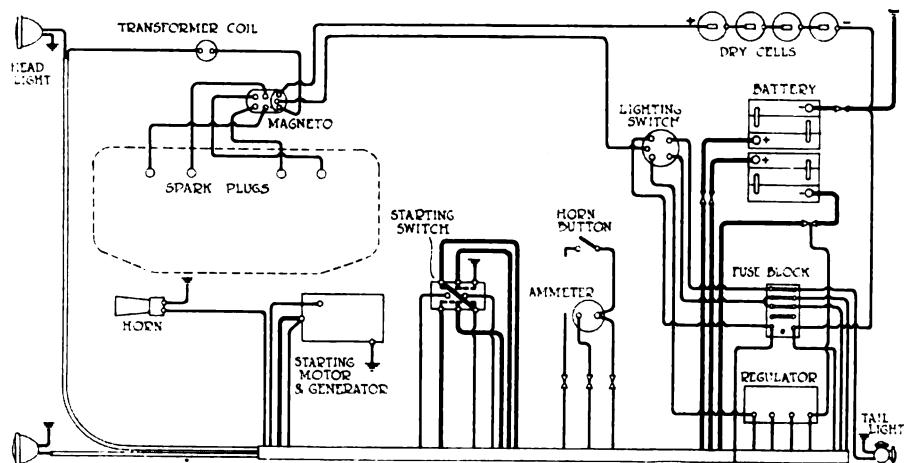 TRANSFORMER COIL
+
-
DRY CELLS
HEAD
LIGHT
BATTERY
-
+
+
-
MAGNETO
LIGHTING
SWITCH
SPARK PLUGS
STARTING
SWITCH
HORN
BUTTON
FUSE BLOCK
AMMETER
HORN
STARTING
MOTOR
& GENERATOR
REGULATOR
TAIL
LIGHT